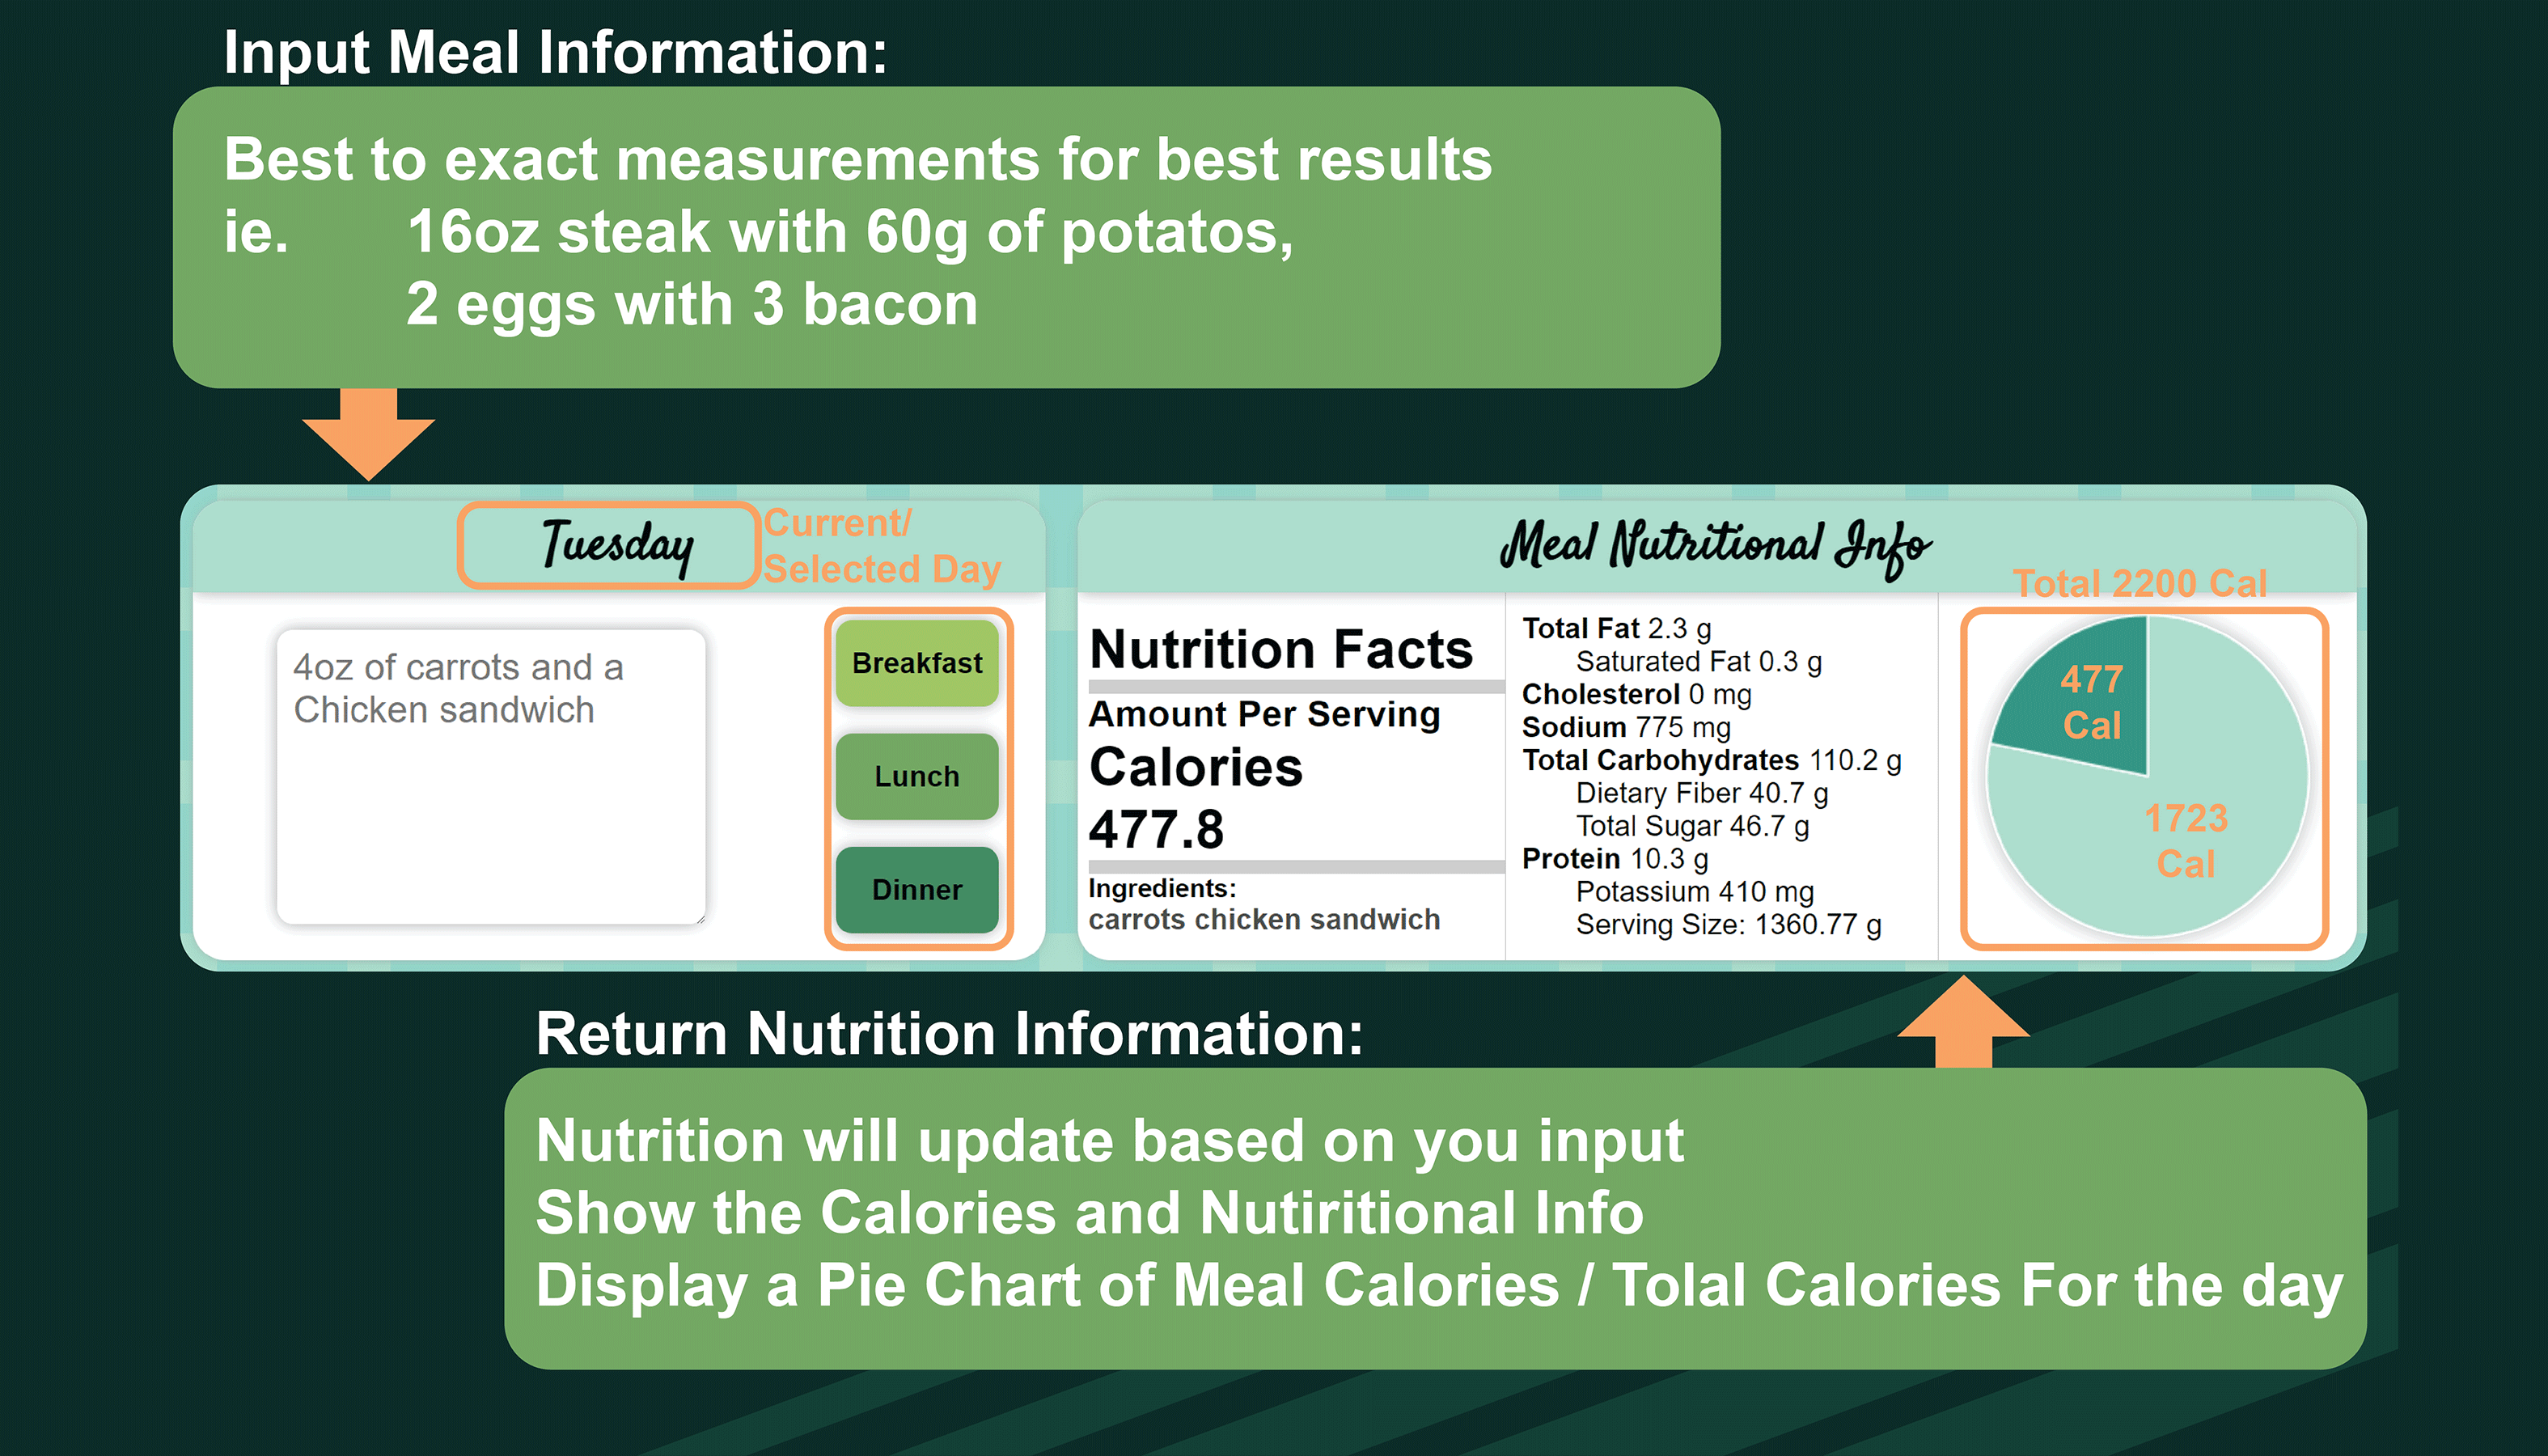 Input Meal Information:
Best to exact measurements for best results
ie. 16oz steak with 60g of potatos,
2 eggs with 3 bacon
Tuesday
Current/
Selected Day
4oz of carrots and a
Chicken sandwich
Breakfast
Lunch
Dinner
Meal Nutritional Info
Nutrition Facts
Amount Per Serving
Calories
477.8
Ingredients:
carrots chicken sandwich
Total Fat 2.3 g
Saturated Fat 0.3 g
Cholesterol 0 mg
Sodium 775 mg
Total Carbohydrates 110.2 g
Dietary Fiber 40.7 g
Total Sugar 46.7 g
Protein 10.3 g
Potassium 410 mg
Serving Size: 1360.77 g
Total 2200 Cal
477
Cal
1723
Cal
Return Nutrition Information:
Nutrition will update based on you input
Show the Calories and Nutiritional Info
Display a Pie Chart of Meal Calories / Tolal Calories For the day